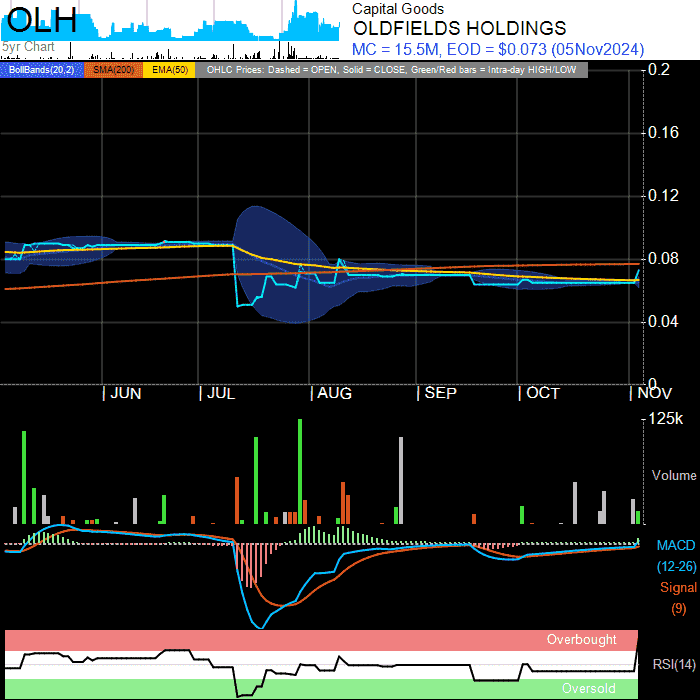 OLH
Capital Goods
OLDFIELDS HOLDINGS
5yr Chart
MC = 15.5M, EOD = $0.073 (05Nov2024)
BollBands(20,2) SMA(200) EMA(50) OHLC Prices: Dashed = OPEN, Solid = CLOSE, Green/Red bars = Intra-day HIGH/LOW
0.2
0.16
0.12
0.08
0.04
0
JUN JUL AUG SEP OCT NOV
125k
Volume
MACD
(12-26)
Signal
(9)
Overbought
RSI(14)
Oversold